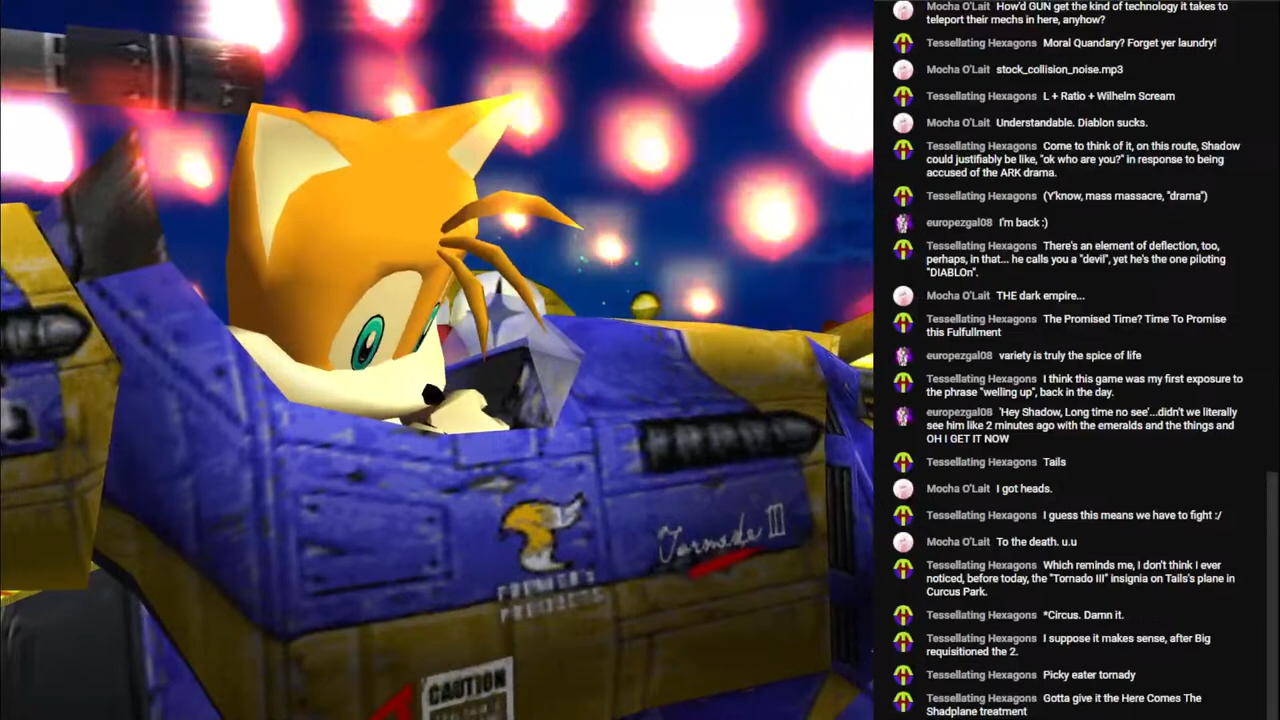 Mocha O'Lait How'd GUN get the kind of technology it takes to
teleport their mechs in here, anyhow?
Tessellating Hexagons Moral Quandary? Forget yer laundry!
Mocha O'Lait stock_collision_noise.mp3
Tessellating Hexagons L + Ratio + Wilhelm Scream
Mocha O'Lait Understandable. Diablon sucks.
Tessellating Hexagons Come to think of it, on this route, Shadow
could justifiably be like, "ok who are you?" in response to being
accused of the ARK drama.
Tessellating Hexagons (Y'know, mass massacre, "drama")
europezgal08 I'm back :)
Tessellating Hexagons There's an element of deflection, too,
perhaps, in that... he calls you a "devil", yet he's the one piloting
"DIABLOn".
Mocha O'Lait THE dark empire...
Tessellating Hexagons The Promised Time? Time To Promise
this Fulfullment
europezgal08 variety is truly the spice of life
Tessellating Hexagons I think this game was my first exposure to
the phrase "welling up", back in the day.
europezgal08 'Hey Shadow, Long time no see'...didn't we literally
see him like 2 minutes ago with the emeralds and the things and
OH I GET IT NOW
Tessellating Hexagons Tails
Mocha O'Lait I got heads.
Tessellating Hexagons I guess this means we have to fight :/
Mocha O'Lait To the death. u.u
Tessellating Hexagons Which reminds me, I don't think I ever
noticed, before today, the "Tornado III" insignia on Tails's plane in
Curcus Park.
Tessellating Hexagons *Circus. Damn it.
Tessellating Hexagons I suppose it makes sense, after Big
requisitioned the 2.
Tessellating Hexagons Picky eater tornady
Tessellating Hexagons Gotta give it the Here Comes The
Shadplane treatment
Tornado III
CAUTION